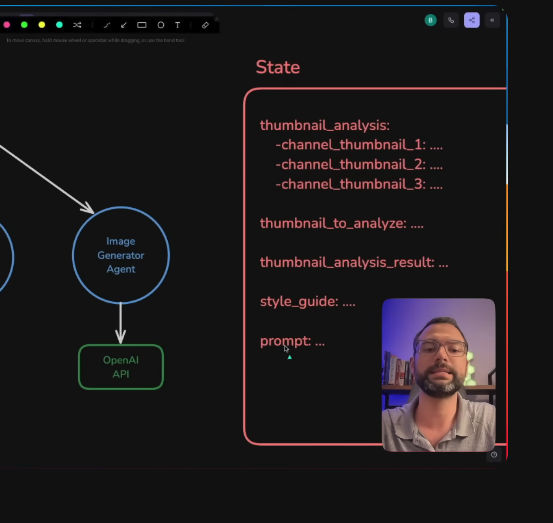 B
To move canvas, hold mouse wheel or spacebar while dragging, or use the hand tool
State
thumbnail_analysis:
-channel_thumbnail_1: ....
-channel_thumbnail_2: ....
-channel_thumbnail_3: ....
thumbnail_to_analyze: ....
thumbnail_analysis_result: ...
style_guide: ....
prompt: ...
Image
Generator
Agent
OpenAI
API